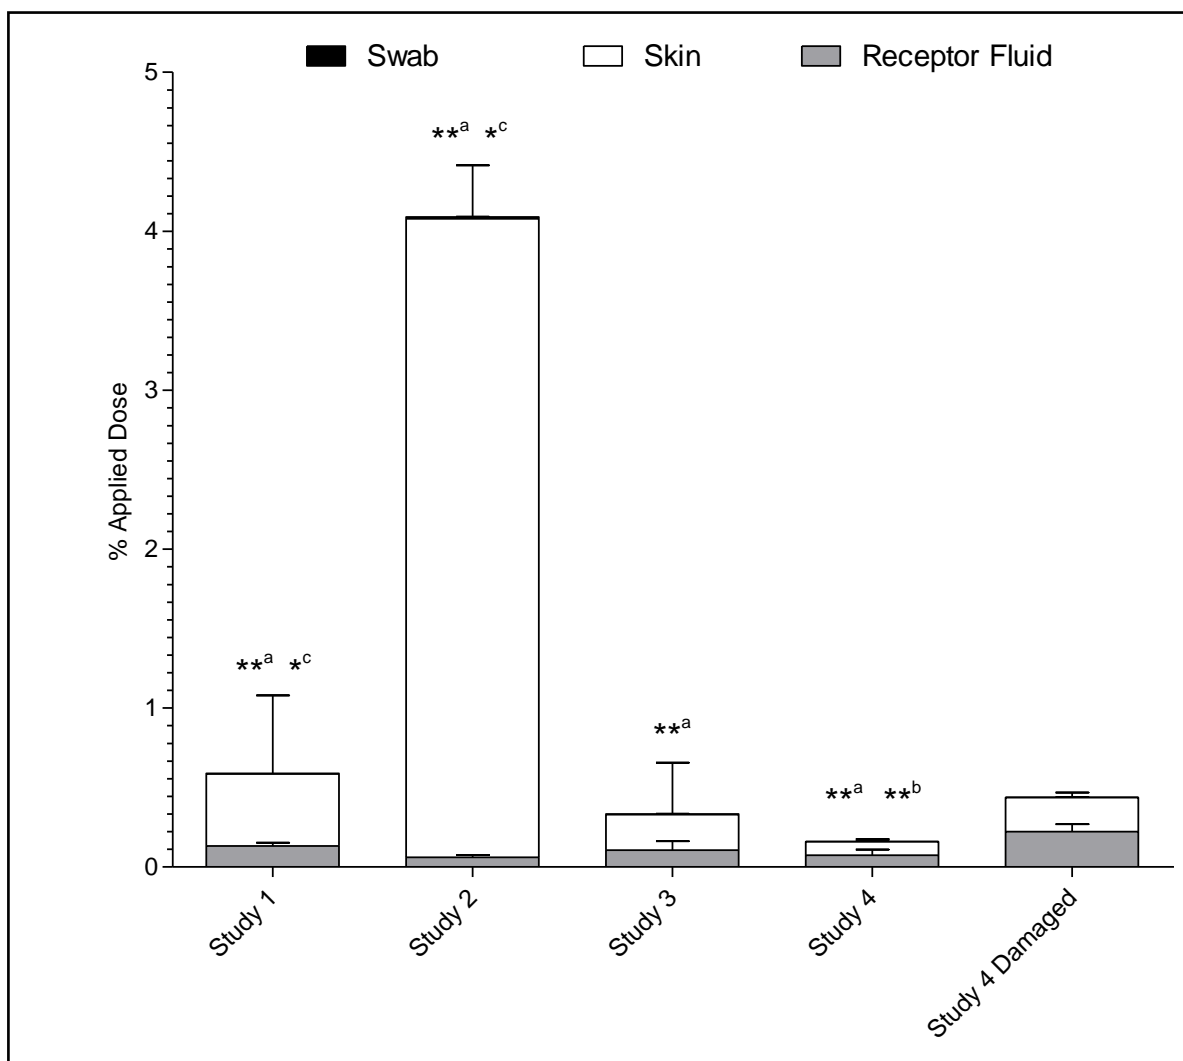 Swab Skin Receptor Fluid
5
4
3
2
1
0
% Applied Dose
**a *c
**a *c
**a
**a **b
Study 1
Study 2
Study 3
Study 4
Study 4 Damaged